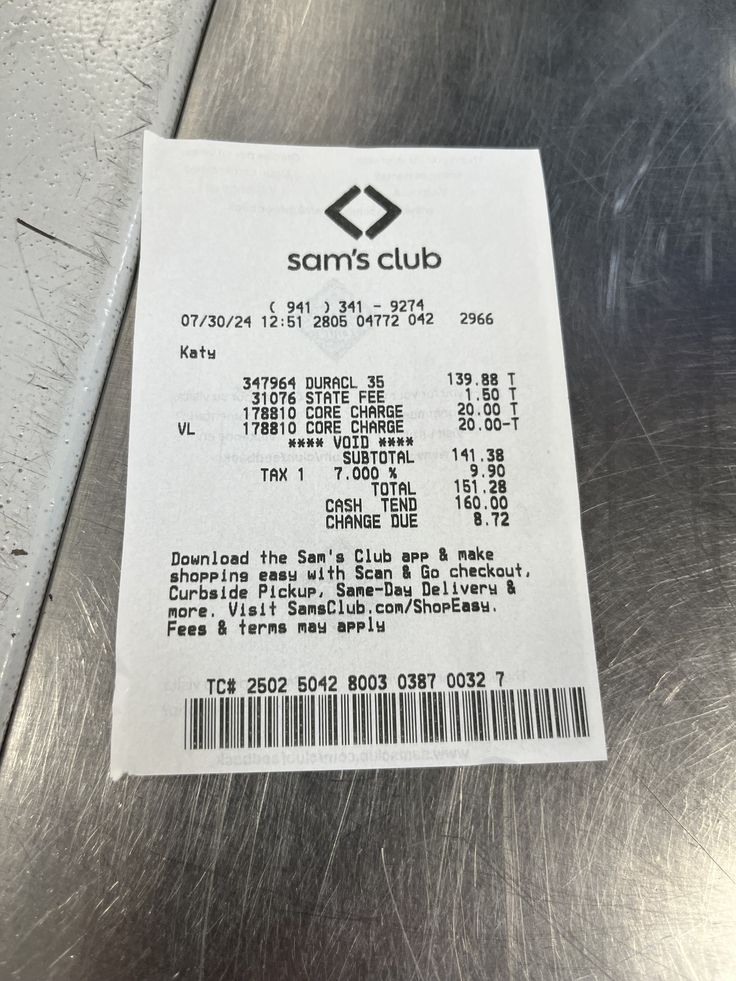 sam's club
( 941 ) 341 - 9274
07/30/24 12:51 2805 04772 042 2966
Katy
347964 DURACL 35 139.88 T
31076 STATE FEE 1.50 T
178810 CORE CHARGE 20.00 T
VL 178810 CORE CHARGE 20.00-T
**** VOID ****
SUBTOTAL 141.38
TAX 1 7.000 % 9.90
TOTAL 151.28
CASH TEND 160.00
CHANGE DUE 8.72
Download the Sam's Club app & make
shopping easy with Scan & Go checkout,
Curbside Pickup, Same-Day Delivery &
more. Visit SamsClub.com/ShopEasy.
Fees & terms may apply
TC# 2502 5042 8003 0387 0032 7